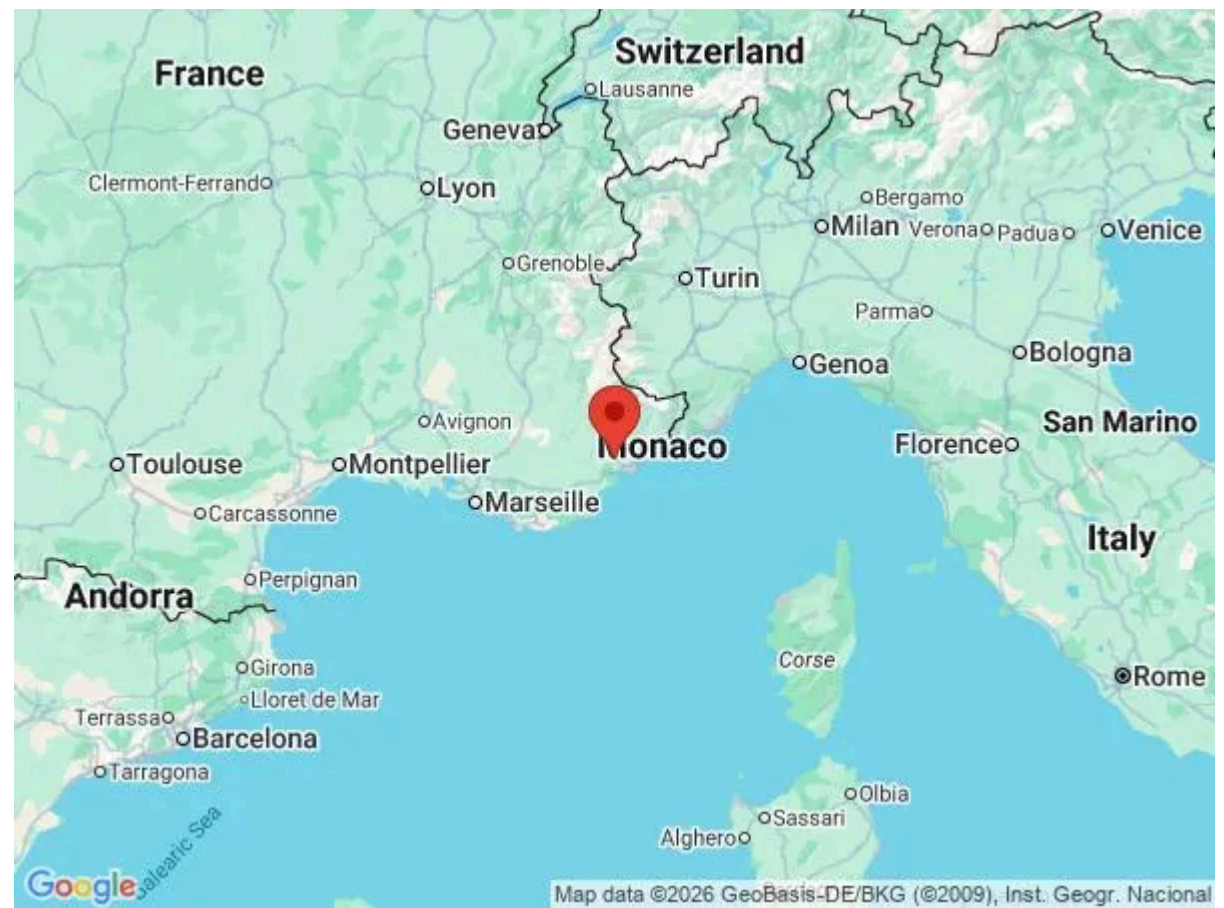 Switzerland
France
Lausanne
Geneva
Clermont-Ferrand
Lyon
Bergamo
Milan
Verona
Padua
Venice
Grenoble
Turin
Parma
Bologna
Genoa
Avignon
San Marino
Monaco
Florence
Toulouse
Montpellier
Marseille
Carcassonne
Italy
Perpignan
Andorra
Corse
Girona
Rome
Lloret de Mar
Terrassa
Barcelona
Tarragona
Olbia
Sassari
Alghero
Balearic Sea
Google
Map data ©2026 GeoBasis-DE/BKG (©2009), Inst. Geogr. Nacional